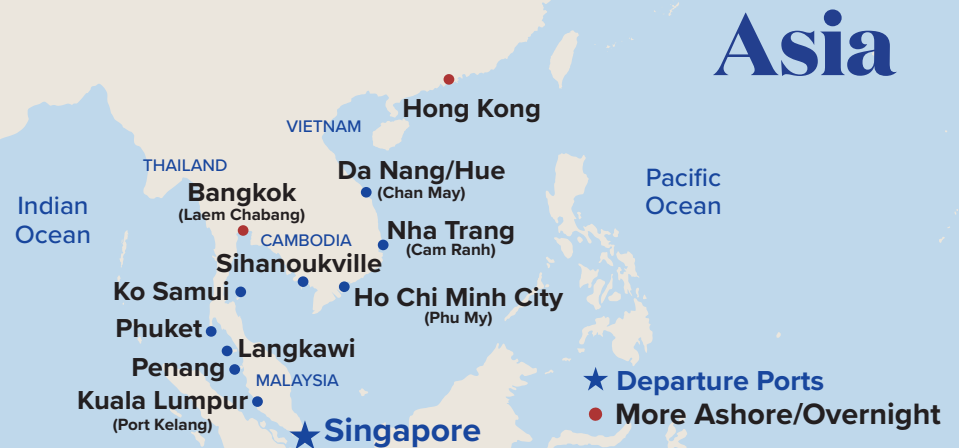 Asia
Hong Kong
VIETNAM
THAILAND
Da Nang/Hue
(Chan May)
Bangkok
(Laem Chabang)
Indian
Ocean
Pacific
Ocean
CAMBODIA
Nha Trang
(Cam Ranh)
Sihanoukville
Ko Samui
Ho Chi Minh City
(Phu My)
Phuket
Langkawi
Penang
MALAYSIA
Kuala Lumpur
(Port Kelang)
Singapore
Departure Ports
More Ashore/Overnight